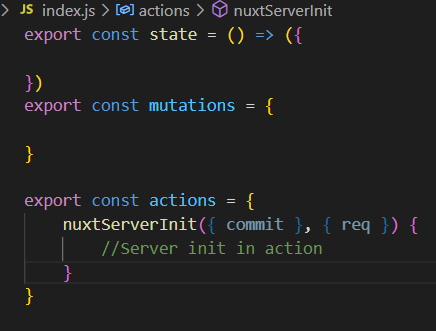 > JS index.js > actions > nuxtServerInit
export const state = () => ({

})
export const mutations = {

}

export const actions = {
    nuxtServerInit({ commit }, { req }) {
        //Server init in action
    }
}